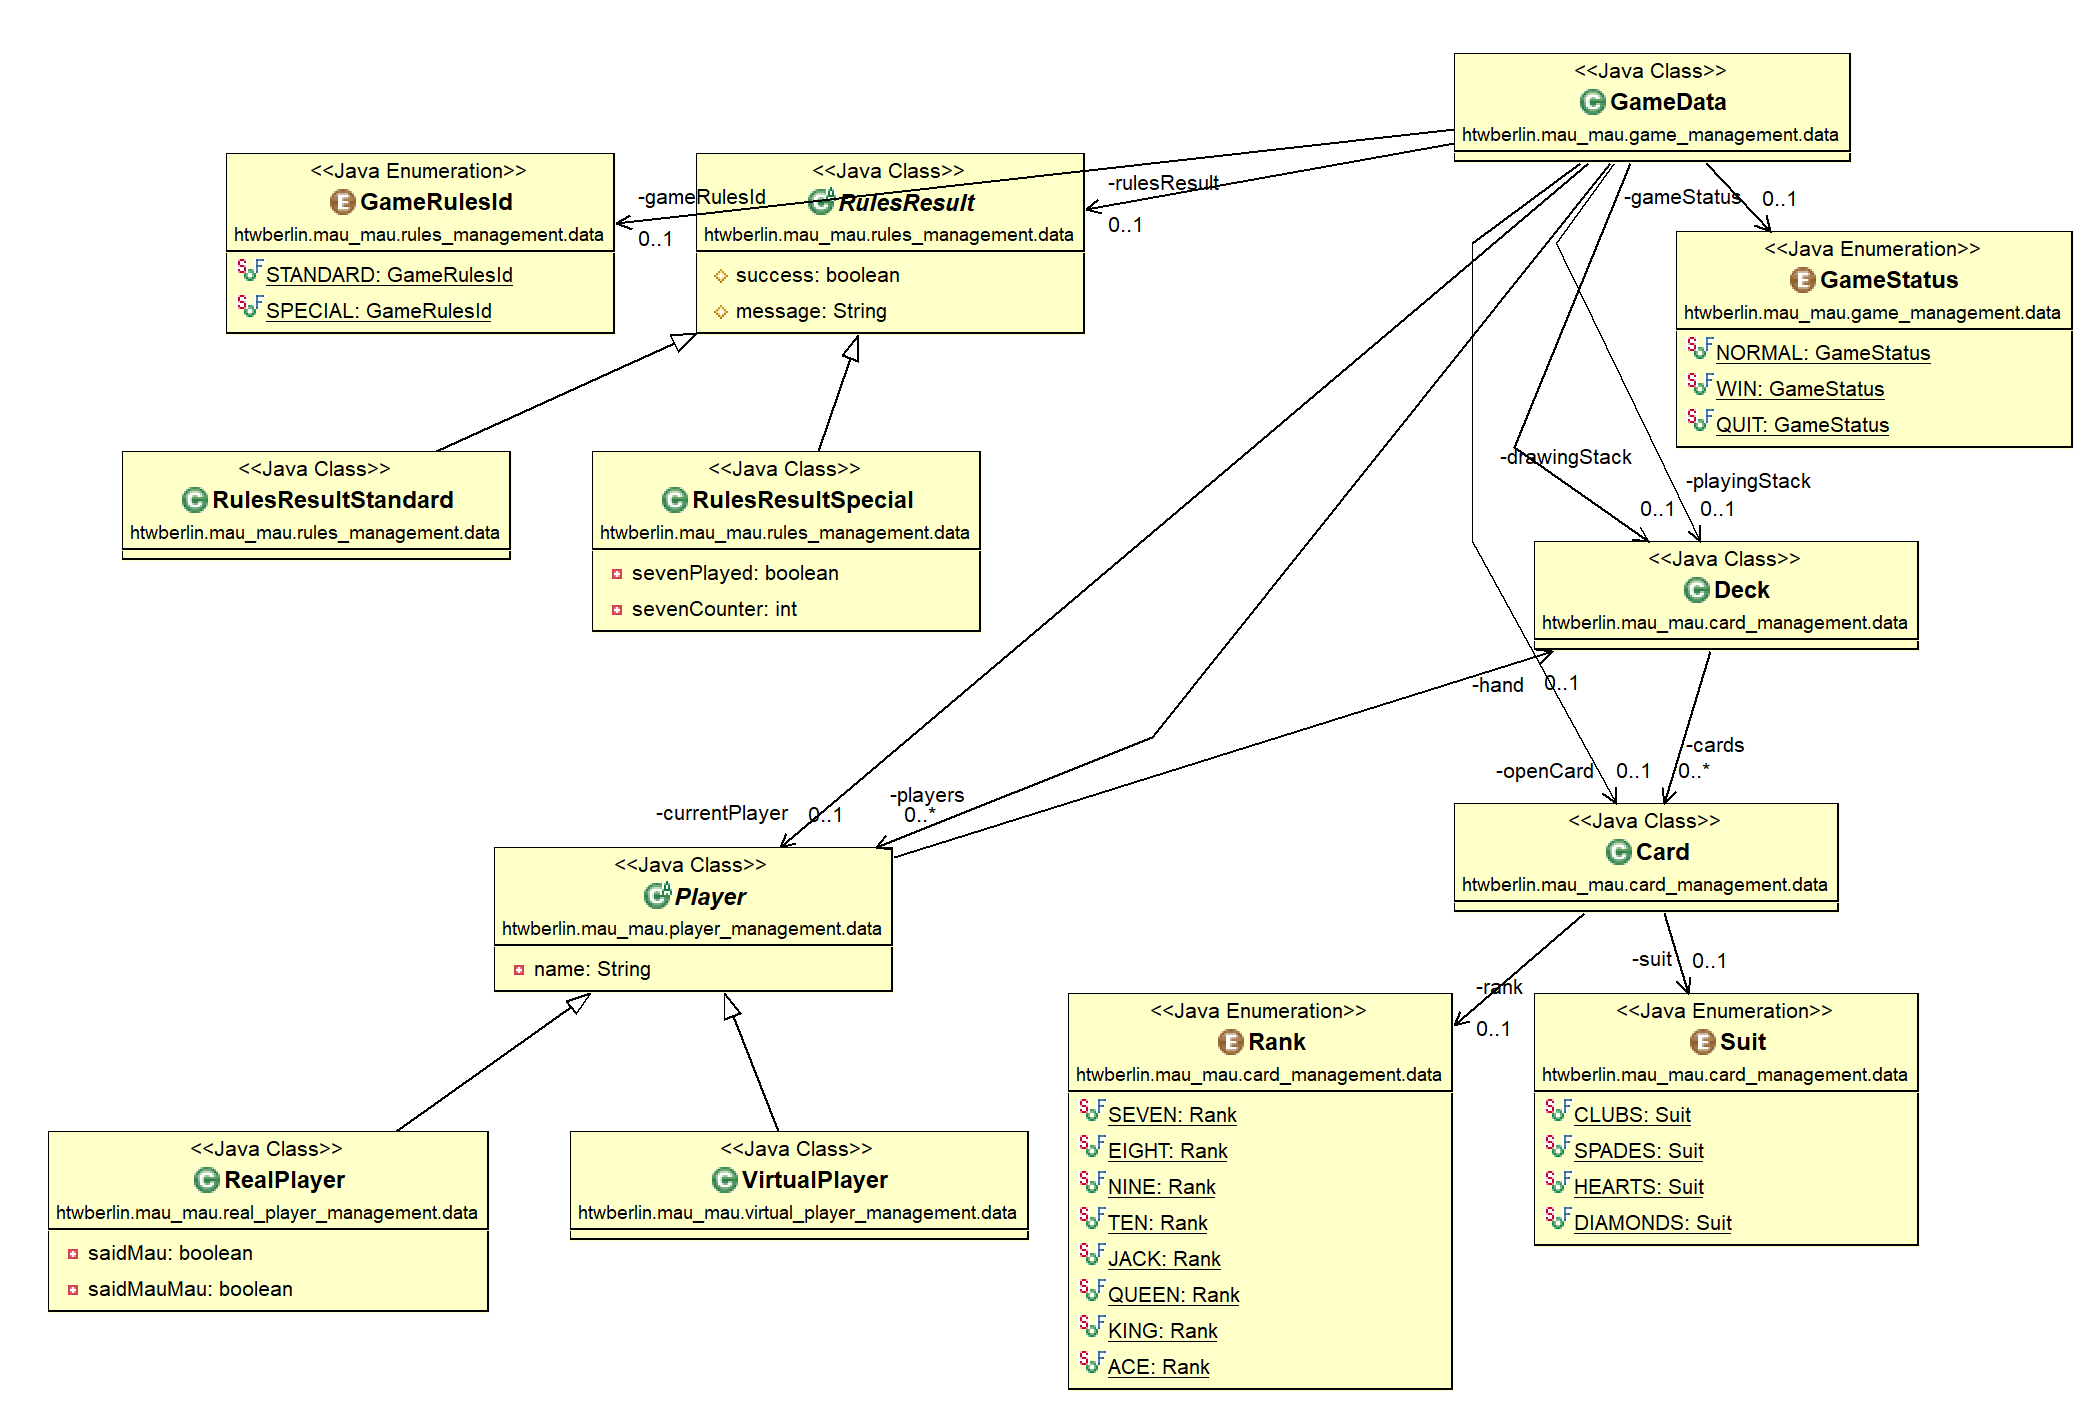 <<Java Class>>
GameData
htwberlin.mau_mau.game_management.data
<<Java Enumeration>>
GameRulesId
htwberlin.mau_mau.rules_management.data
STANDARD: GameRulesId
SPECIAL: GameRulesId
-gameRulesId
0..1
<<Java Class>>
RulesResult
htwberlin.mau_mau.rules_management.data
success: boolean
message: String
-rulesResult
0..1
-gameStatus
0..1
<<Java Enumeration>>
GameStatus
htwberlin.mau_mau.game_management.data
NORMAL: GameStatus
WIN: GameStatus
QUIT: GameStatus
<<Java Class>>
RulesResultStandard
htwberlin.mau_mau.rules_management.data
<<Java Class>>
RulesResultSpecial
htwberlin.mau_mau.rules_management.data
sevenPlayed: boolean
sevenCounter: int
-drawingStack
0..1
-playingStack
0..1
<<Java Class>>
Deck
htwberlin.mau_mau.card_management.data
-hand
0..1
-cards
0..*
-openCard
0..1
-currentPlayer
0..1
-players
0..*
<<Java Class>>
Player
htwberlin.mau_mau.player_management.data
name: String
<<Java Class>>
Card
htwberlin.mau_mau.card_management.data
-rank
0..1
-suit
0..1
<<Java Class>>
RealPlayer
htwberlin.mau_mau.real_player_management.data
saidMau: boolean
saidMauMau: boolean
<<Java Class>>
VirtualPlayer
htwberlin.mau_mau.virtual_player_management.data
<<Java Enumeration>>
Rank
htwberlin.mau_mau.card_management.data
SEVEN: Rank
EIGHT: Rank
NINE: Rank
TEN: Rank
JACK: Rank
QUEEN: Rank
KING: Rank
ACE: Rank
<<Java Enumeration>>
Suit
htwberlin.mau_mau.card_management.data
CLUBS: Suit
SPADES: Suit
HEARTS: Suit
DIAMONDS: Suit